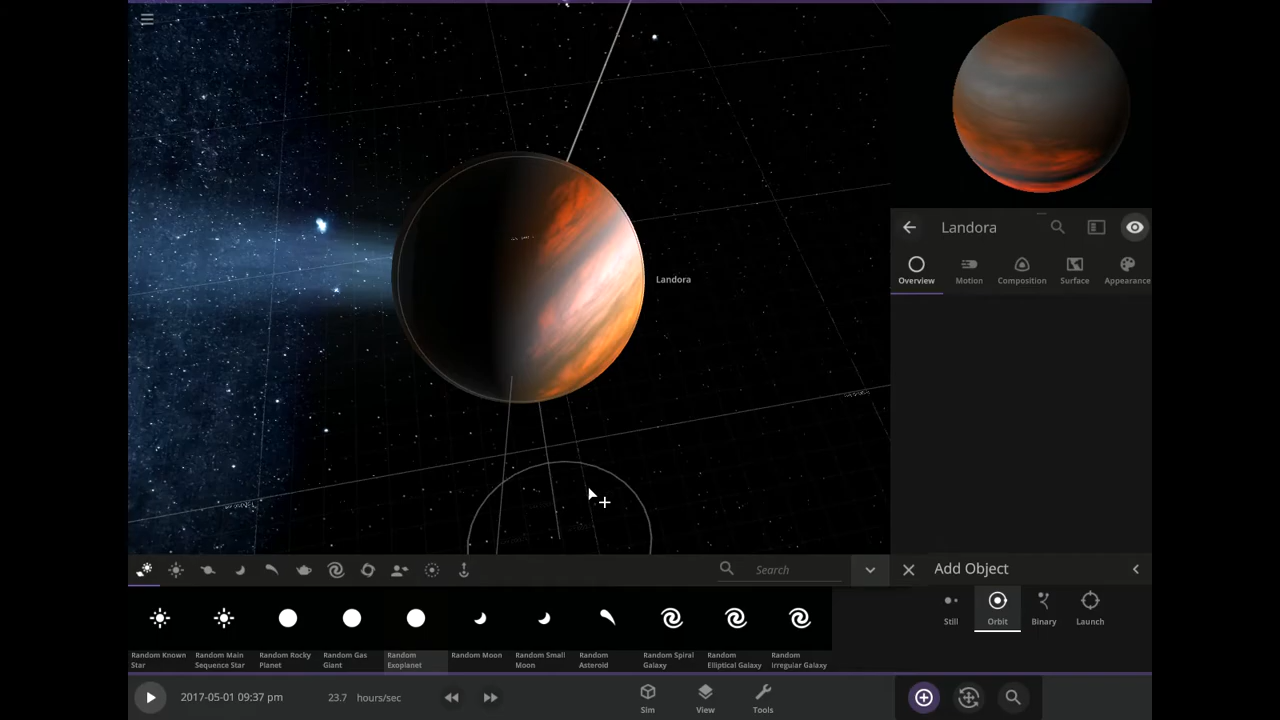 Landora
Landora
Overview
Motion
Composition
Surface
Appearance
Search
Add Object
Still
Orbit
Binary
Launch
Random Known
Star
Random Main
Sequence Star
Random Rocky
Planet
Random Gas
Giant
Random
Exoplanet
Random Moon
Random Small
Moon
Random
Asteroid
Random Spiral
Galaxy
Random
Elliptical Galaxy
Random
Irregular Galaxy
2017-05-01 09:37 pm
23.7 hours/sec
Sim
View
Tools